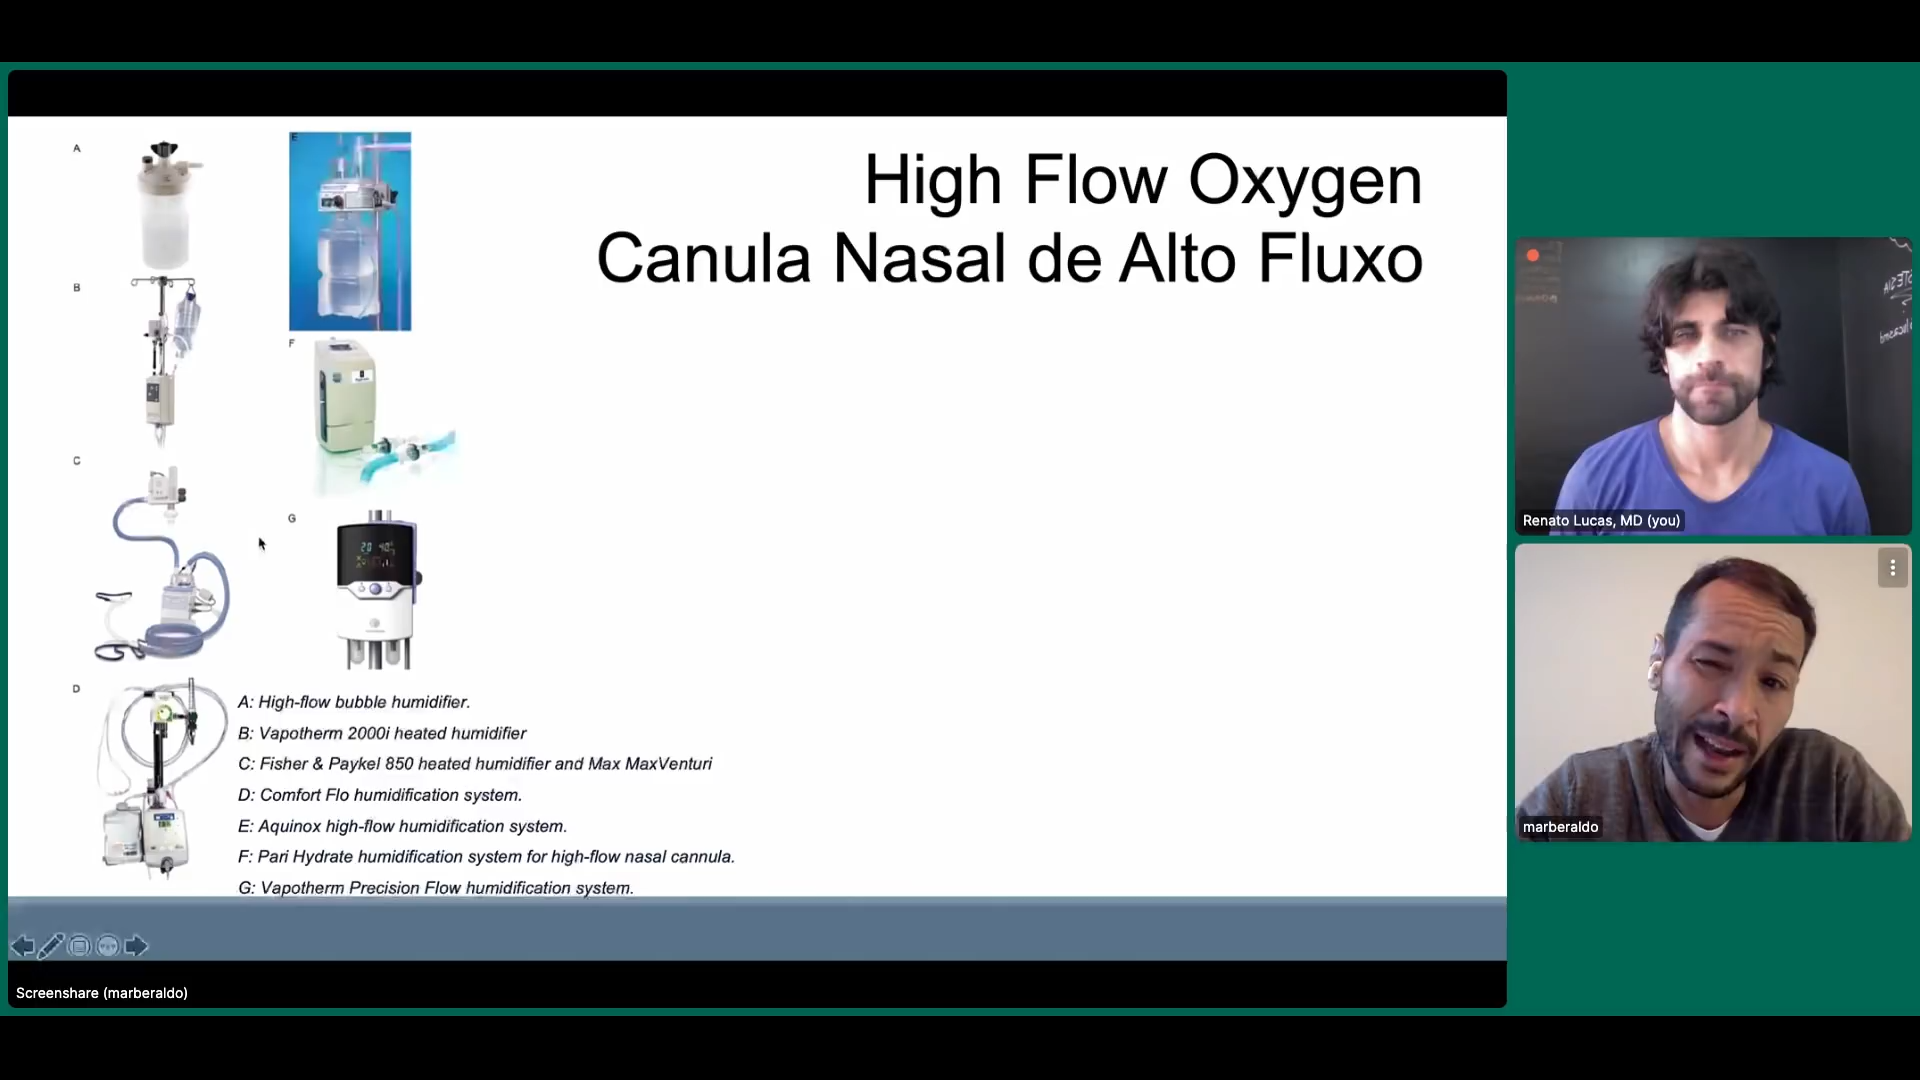 High Flow Oxygen
Canula Nasal de Alto Fluxo
A
B
C
D
E
F
G
A: High-flow bubble humidifier.
B: Vapotherm 2000i heated humidifier
C: Fisher & Paykel 850 heated humidifier and Max MaxVenturi
D: Comfort Flo humidification system.
E: Aquinox high-flow humidification system.
F: Pari Hydrate humidification system for high-flow nasal cannula.
G: Vapotherm Precision Flow humidification system.
Screenshare (marberaldo)
Renato Lucas, MD (you)
marberaldo